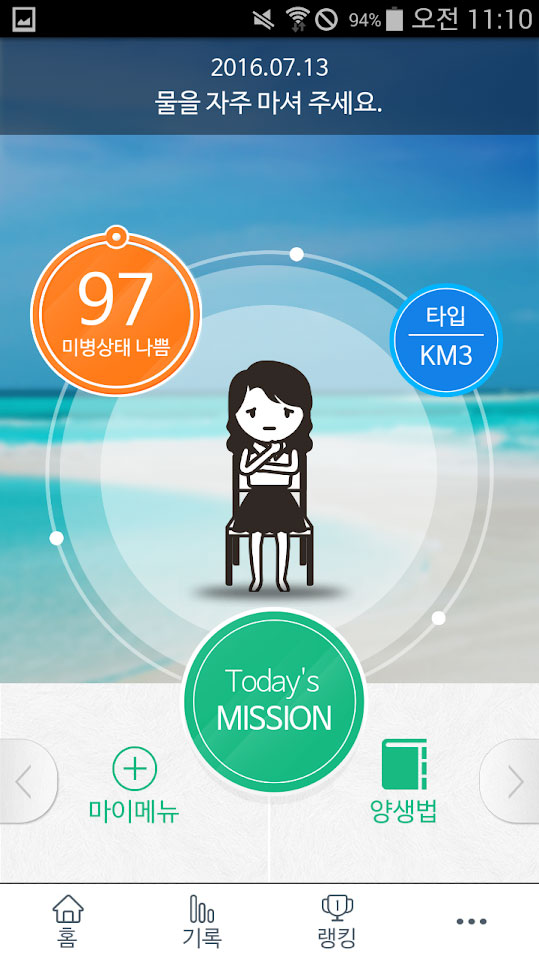 94% 오전 11:10
2016.07.13
물을 자주 마셔 주세요.
97
미병상태 나쁨
타입
KM3
Today's
MISSION
마이메뉴
양생법
홈
기록
랭킹